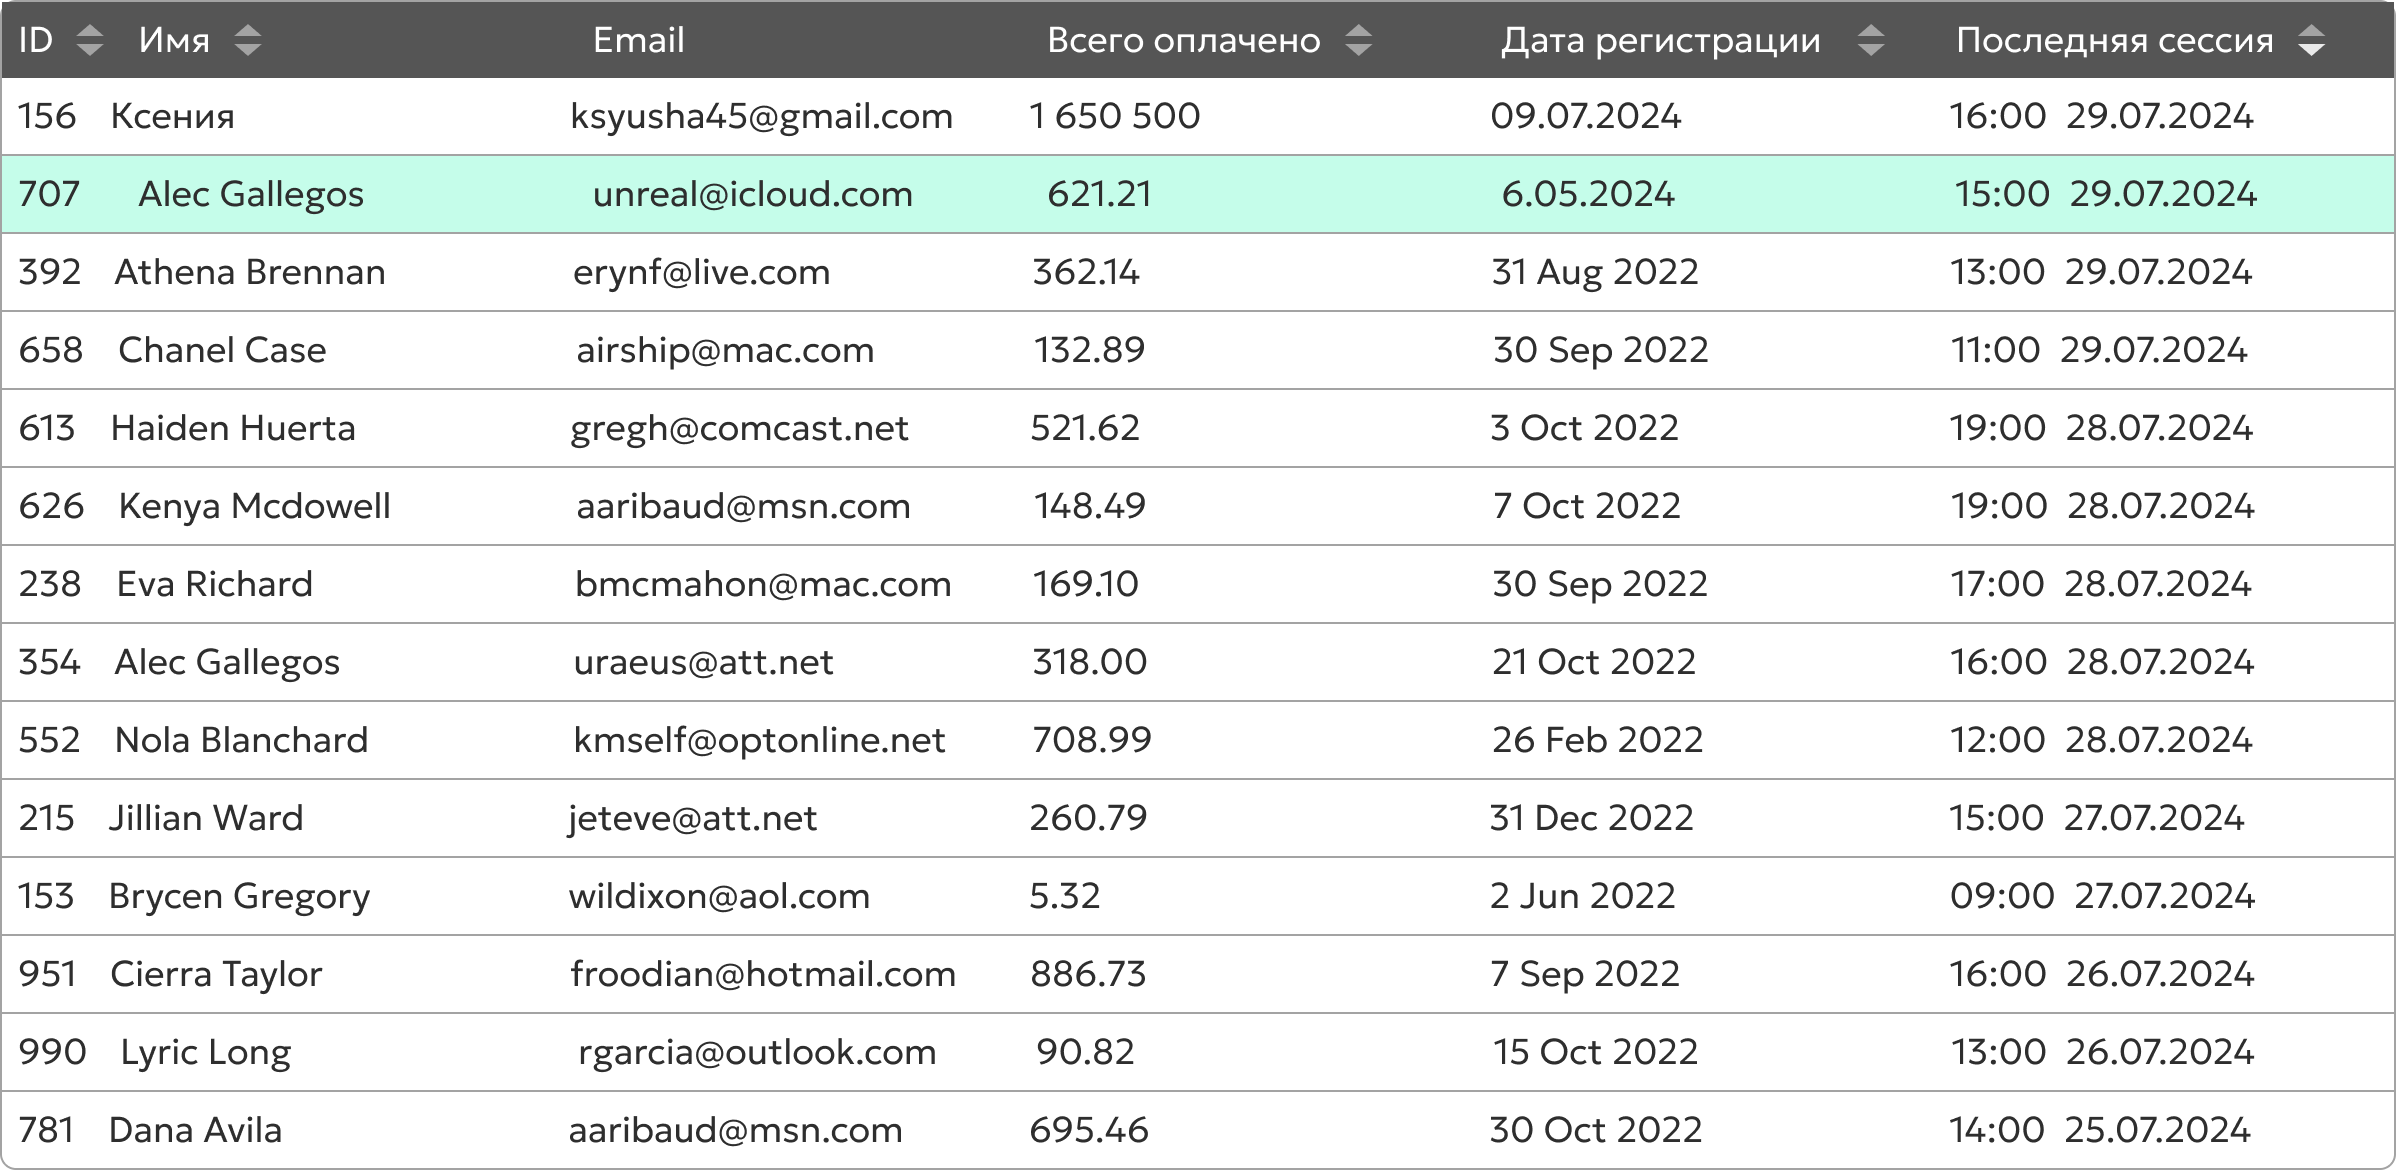 ID Имя Email Всего оплачено Дата регистрации Последняя сессия
156 Ксения ksyusha45@gmail.com 1 650 500 09.07.2024 16:00 29.07.2024
707 Alec Gallegos unreal@icloud.com 621.21 6.05.2024 15:00 29.07.2024
392 Athena Brennan erynf@live.com 362.14 31 Aug 2022 13:00 29.07.2024
658 Chanel Case airship@mac.com 132.89 30 Sep 2022 11:00 29.07.2024
613 Haiden Huerta gregh@comcast.net 521.62 3 Oct 2022 19:00 28.07.2024
626 Kenya Mcdowell aaribaud@msn.com 148.49 7 Oct 2022 19:00 28.07.2024
238 Eva Richard bmcmahon@mac.com 169.10 30 Sep 2022 17:00 28.07.2024
354 Alec Gallegos uraeus@att.net 318.00 21 Oct 2022 16:00 28.07.2024
552 Nola Blanchard kmself@optonline.net 708.99 26 Feb 2022 12:00 28.07.2024
215 Jillian Ward jeteve@att.net 260.79 31 Dec 2022 15:00 27.07.2024
153 Brycen Gregory wildixon@aol.com 5.32 2 Jun 2022 09:00 27.07.2024
951 Cierra Taylor froodian@hotmail.com 886.73 7 Sep 2022 16:00 26.07.2024
990 Lyric Long rgarcia@outlook.com 90.82 15 Oct 2022 13:00 26.07.2024
781 Dana Avila aaribaud@msn.com 695.46 30 Oct 2022 14:00 25.07.2024